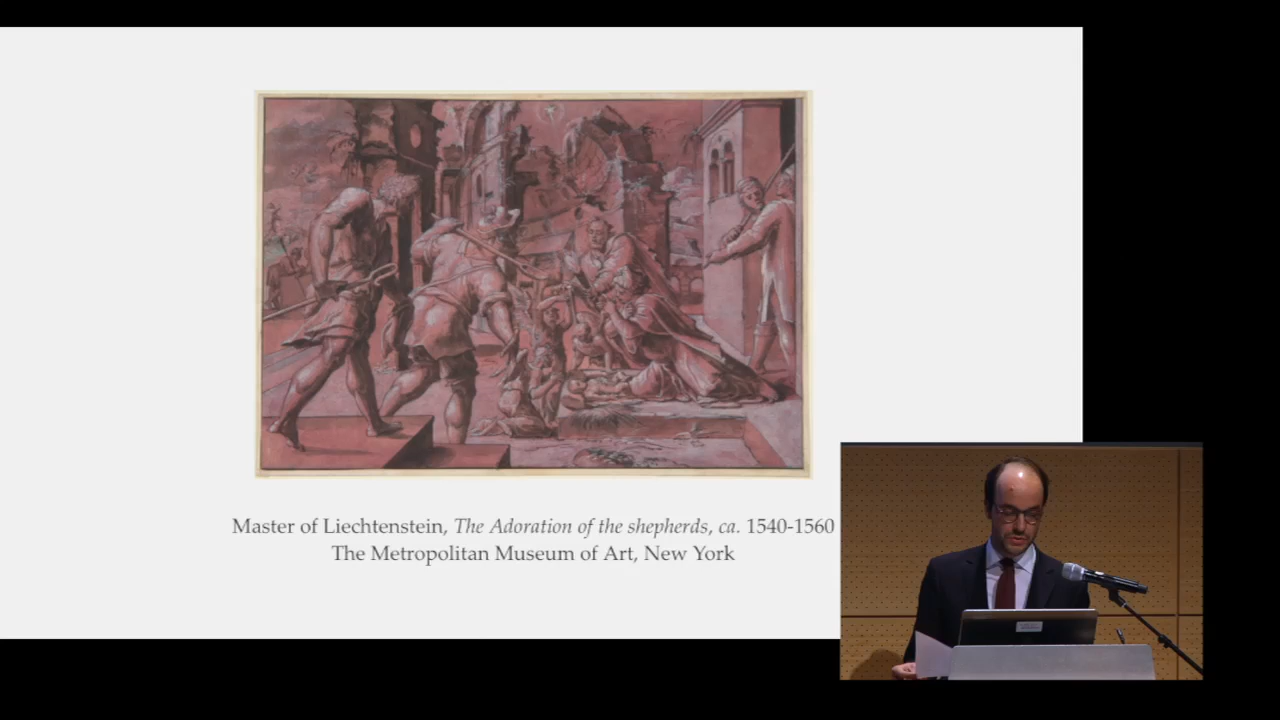 Master of Liechtenstein, The Adoration of the shepherds, ca. 1540-1560
The Metropolitan Museum of Art, New York